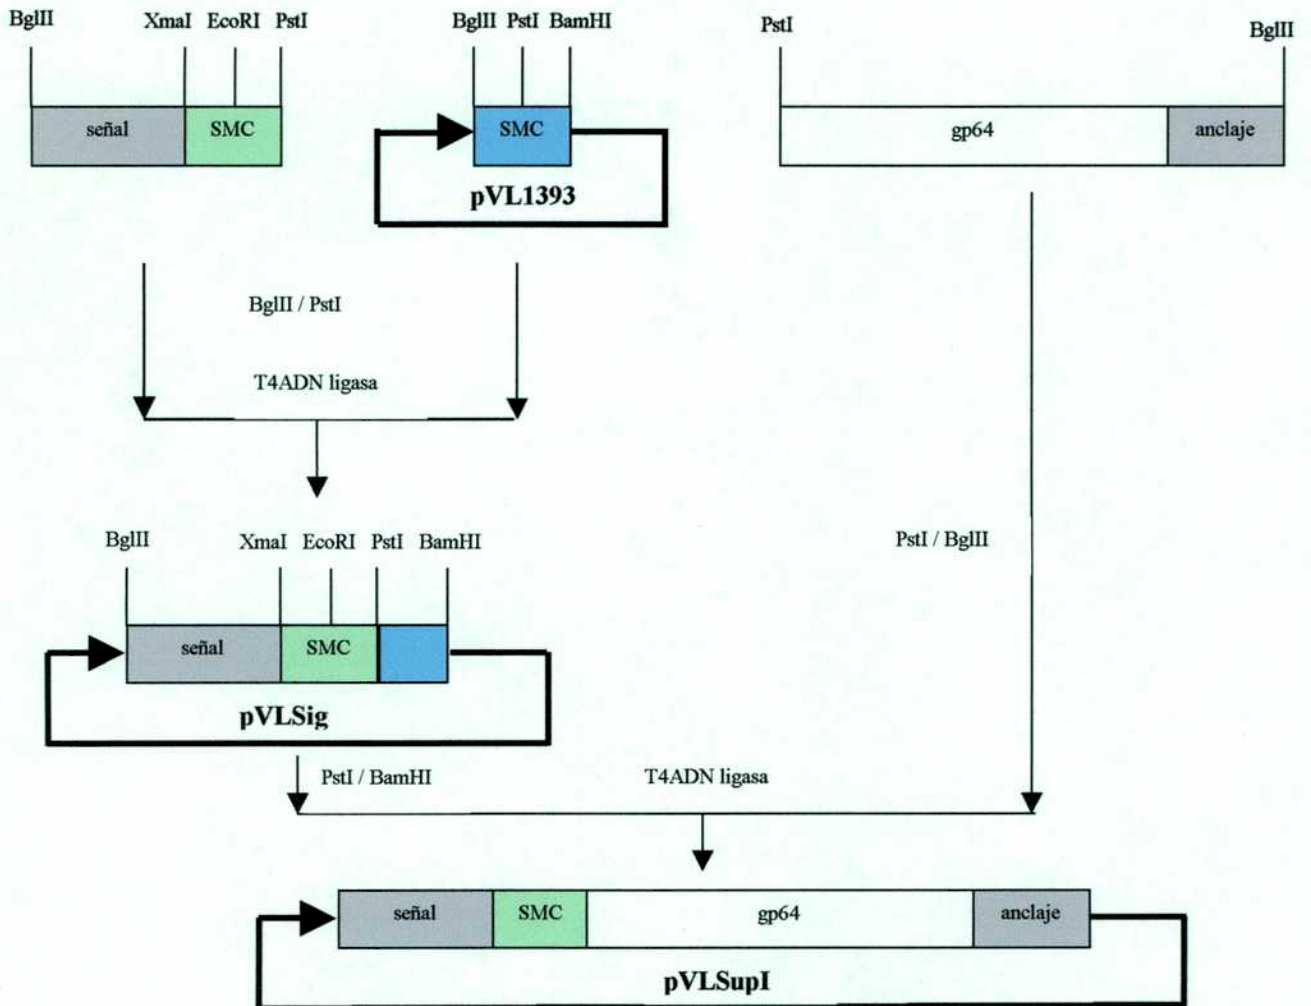 BglII XmaI EcoRI PstI
señal SMC
BglII PstI BamHI
SMC
pVL1393
PstI BglII
gp64 anclaje
BglII / PstI
T4ADN ligasa
PstI / BglII
BglII XmaI EcoRI PstI BamHI
señal SMC
pVLSig
PstI / BamHI
T4ADN ligasa
señal SMC gp64 anclaje
pVLSupI